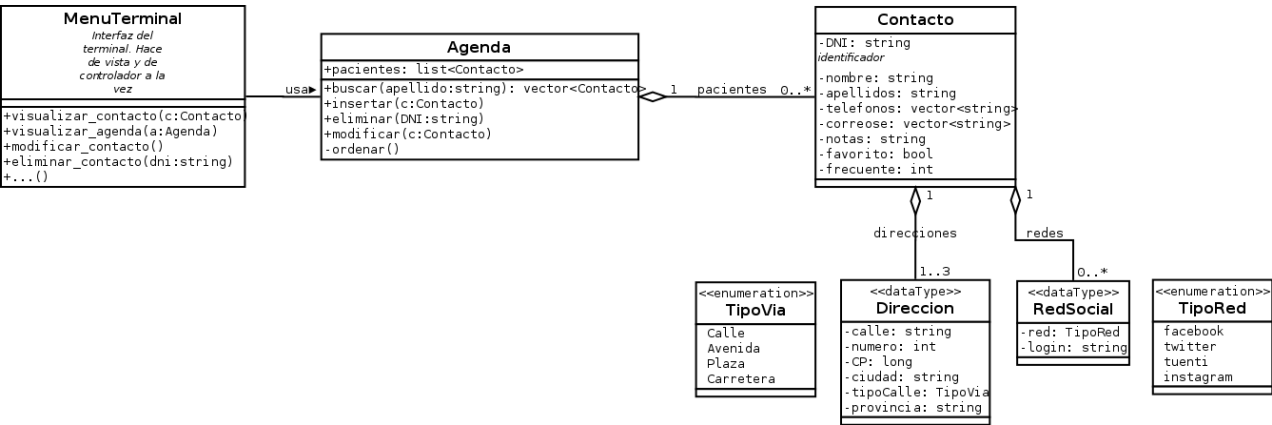 MenuTerminal
Interfaz del
terminal. Hace
de vista y de
controlador a la
vez
+visualizar_contacto(c:Contacto)
+visualizar_agenda(a:Agenda)
+modificar_contacto()
+eliminar_contacto(dni:string)
+...()
usa
Agenda
+pacientes: list<Contacto>
+buscar(apellido:string): vector<Contacto>
+insertar(c:Contacto)
+eliminar(DNI:string)
+modificar(c:Contacto)
-ordenar()
1 pacientes 0..*
Contacto
-DNI: string
identificador
-nombre: string
-apellidos: string
-telefonos: vector<string>
-correose: vector<string>
-notas: string
-favorito: bool
-frecuente: int
1
direcciones
1..3
1
redes
0..*
<<enumeration>>
TipoVia
Calle
Avenida
Plaza
Carretera
<<dataType>>
Direccion
-calle: string
-numero: int
-CP: long
-ciudad: string
-tipoCalle: TipoVia
-provincia: string
<<dataType>>
RedSocial
-red: TipoRed
-login: string
<<enumeration>>
TipoRed
facebook
twitter
tuenti
instagram